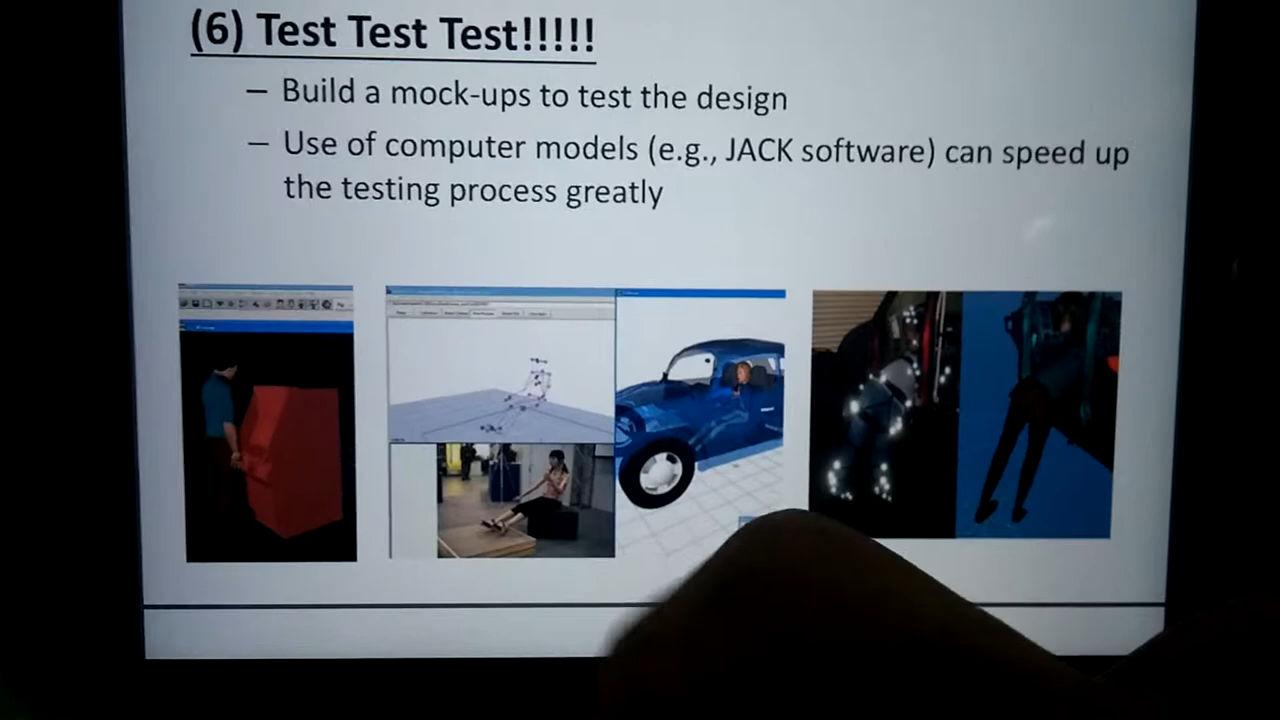 (6) Test Test Test!!!!!
– Build a mock-ups to test the design
– Use of computer models (e.g., JACK software) can speed up
the testing process greatly